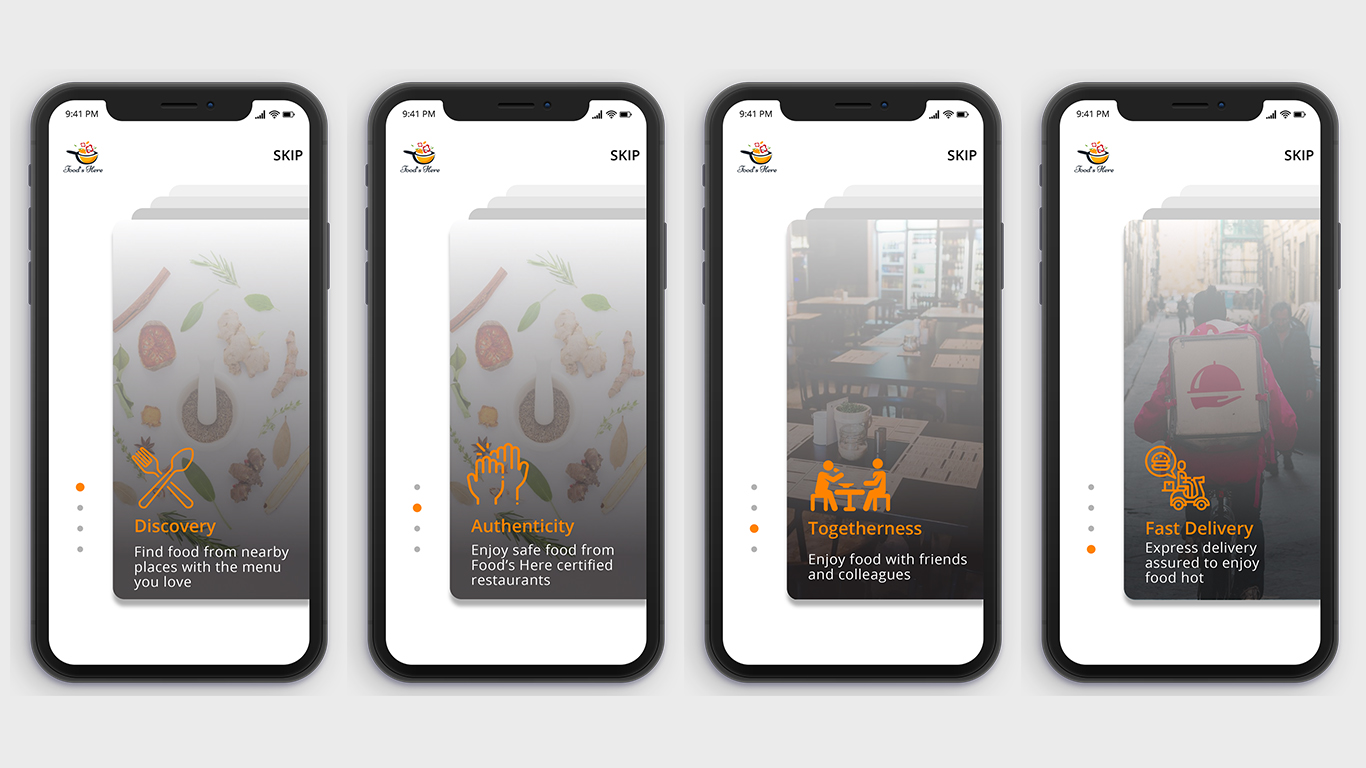 9:41 PM
Food's Here
SKIP
Discovery
Find food from nearby
places with the menu
you love
9:41 PM
Food's Here
SKIP
Authenticity
Enjoy safe food from
Food's Here certified
restaurants
9:41 PM
Food's Here
SKIP
Togetherness
Enjoy food with friends
and colleagues
9:41 PM
Food's Here
SKIP
Fast Delivery
Express delivery
assured to enjoy
food hot